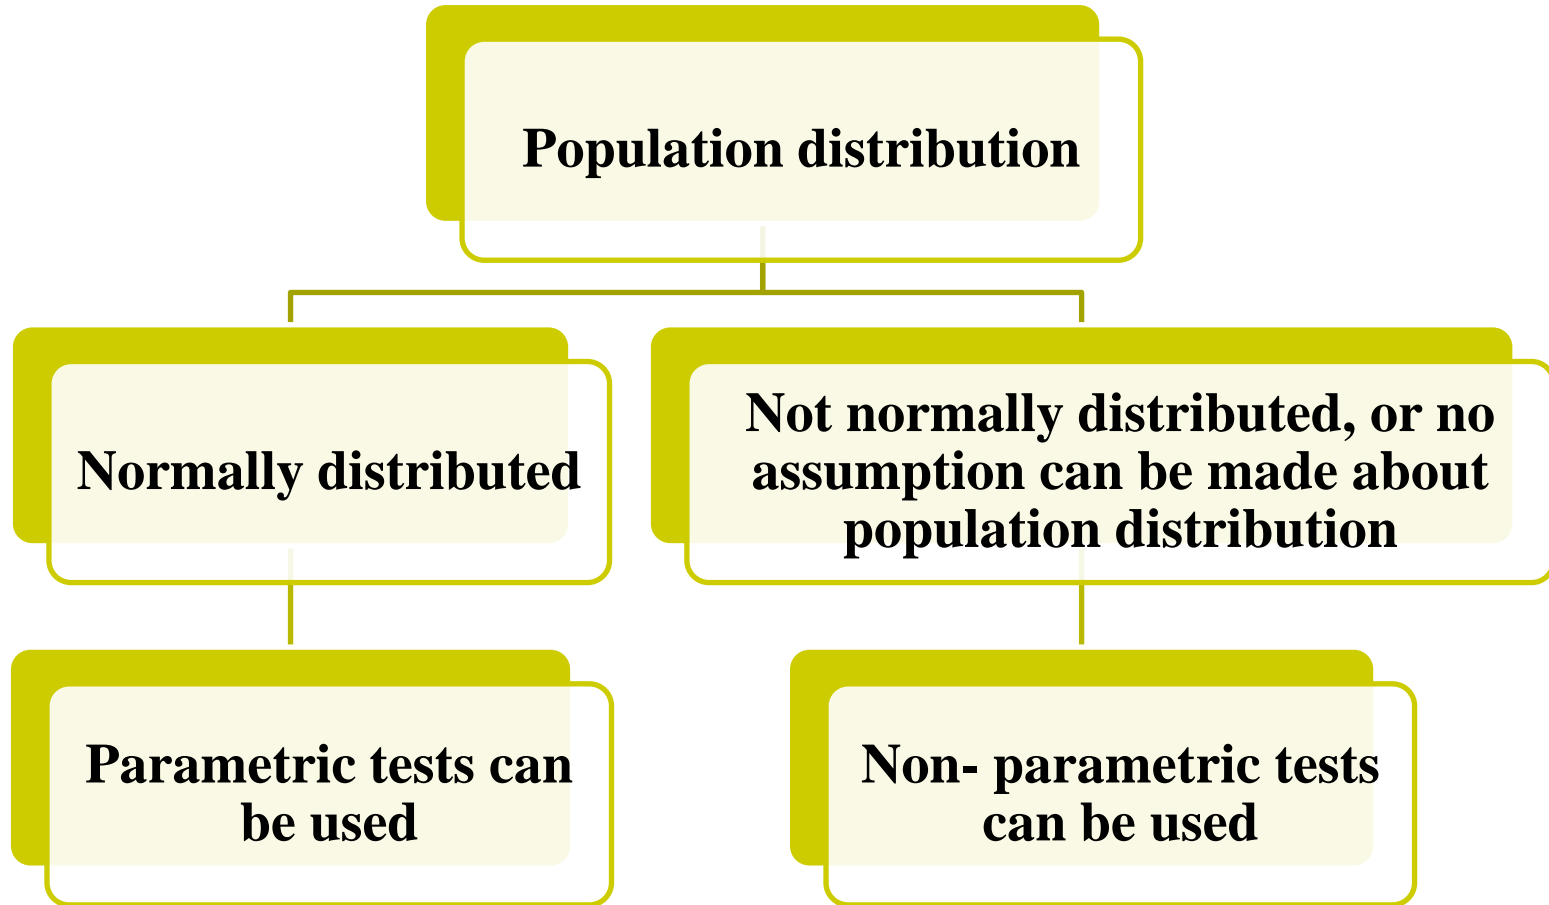 Population distribution
Normally distributed
Not normally distributed, or no
assumption can be made about
population distribution
Parametric tests can
be used
Non- parametric tests
can be used